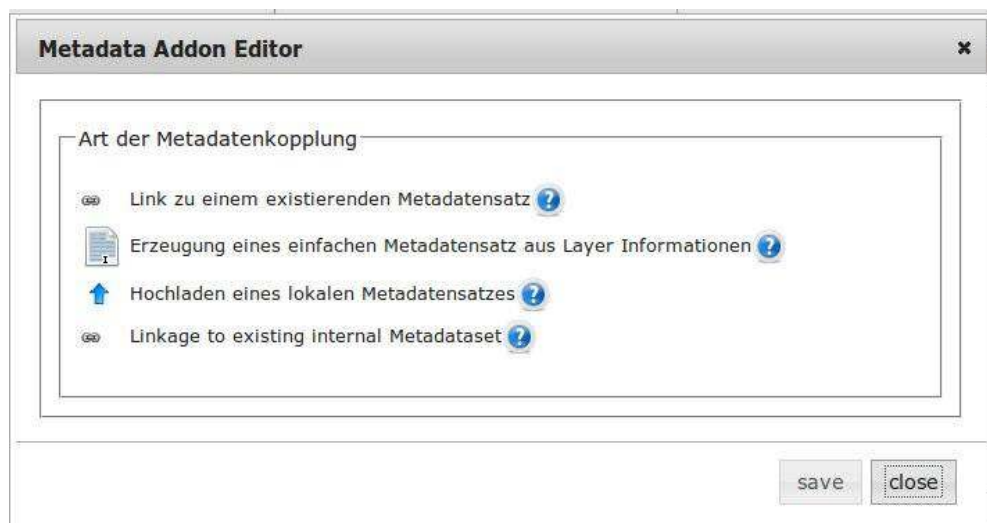 Metadata Addon Editor
Art der Metadatenkopplung
Link zu einem existierenden Metadatensatz
Erzeugung eines einfachen Metadatensatz aus Layer Informationen
Hochladen eines lokalen Metadatensatzes
Linkage to existing internal Metadataset
save close